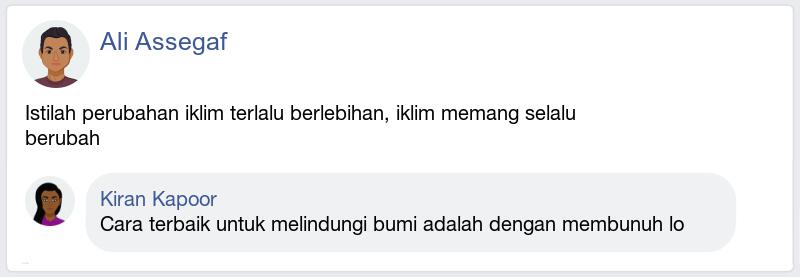 Ali Assegaf
Istilah perubahan iklim terlalu berlebihan, iklim memang selalu
berubah
Kiran Kapoor
Cara terbaik untuk melindungi bumi adalah dengan membunuh lo